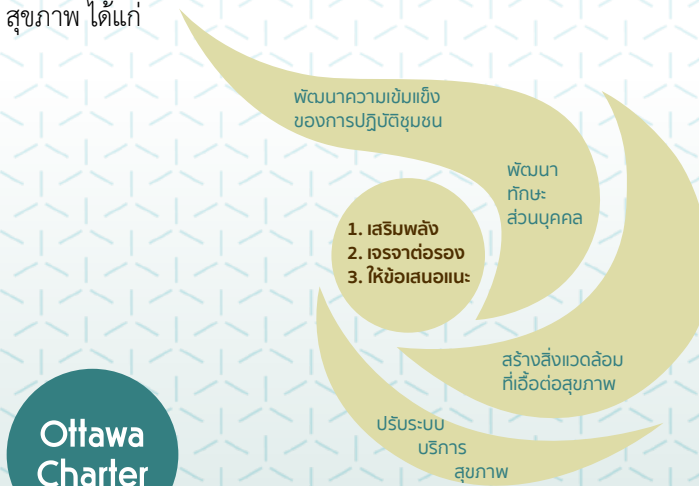 สุขภาพ ได้แก่
พัฒนาความเข้มแข็ง
ของการปฏิบัติชุมชน
พัฒนา
ทักษะ
ส่วนบุคคล
1. เสริมพลัง
2. เจรจาต่อรอง
3. ให้ข้อเสนอแนะ
สร้างสิ่งแวดล้อม
ที่เอื้อต่อสุขภาพ
ปรับระบบ
บริการ
สุขภาพ
Ottawa
Charter